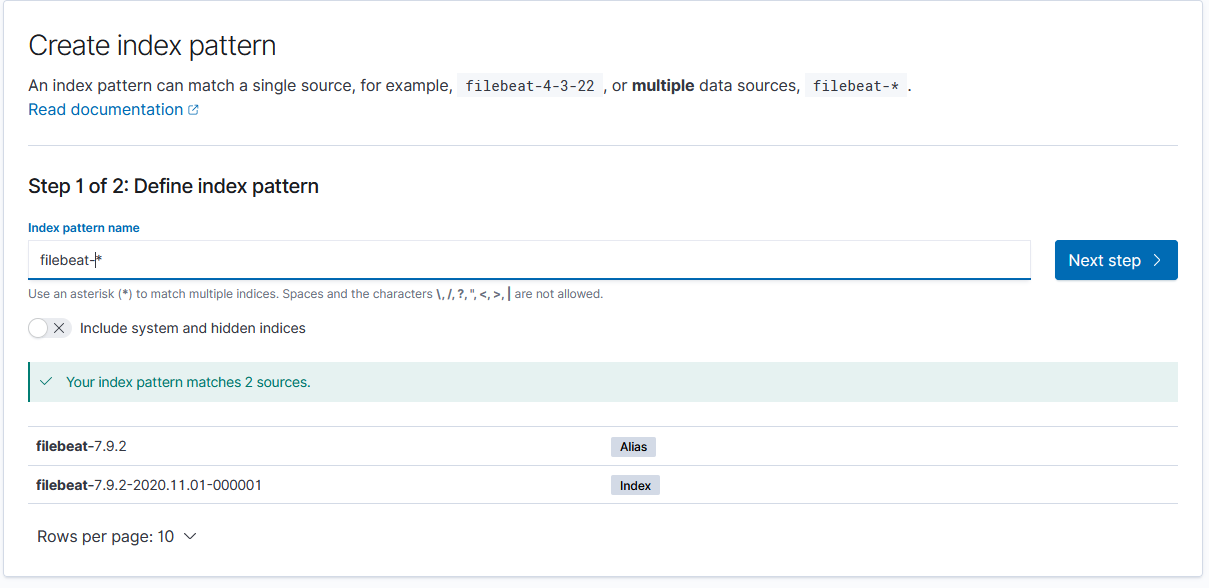 Create index pattern
An index pattern can match a single source, for example, filebeat-4-3-22 , or multiple data sources, filebeat-* .
Read documentation
Step 1 of 2: Define index pattern
Index pattern name
filebeat-*
Next step
Use an asterisk (*) to match multiple indices. Spaces and the characters \, /, ?, ", <, >, | are not allowed.
Include system and hidden indices
Your index pattern matches 2 sources.
filebeat-7.9.2 Alias
filebeat-7.9.2-2020.11.01-000001 Index
Rows per page: 10